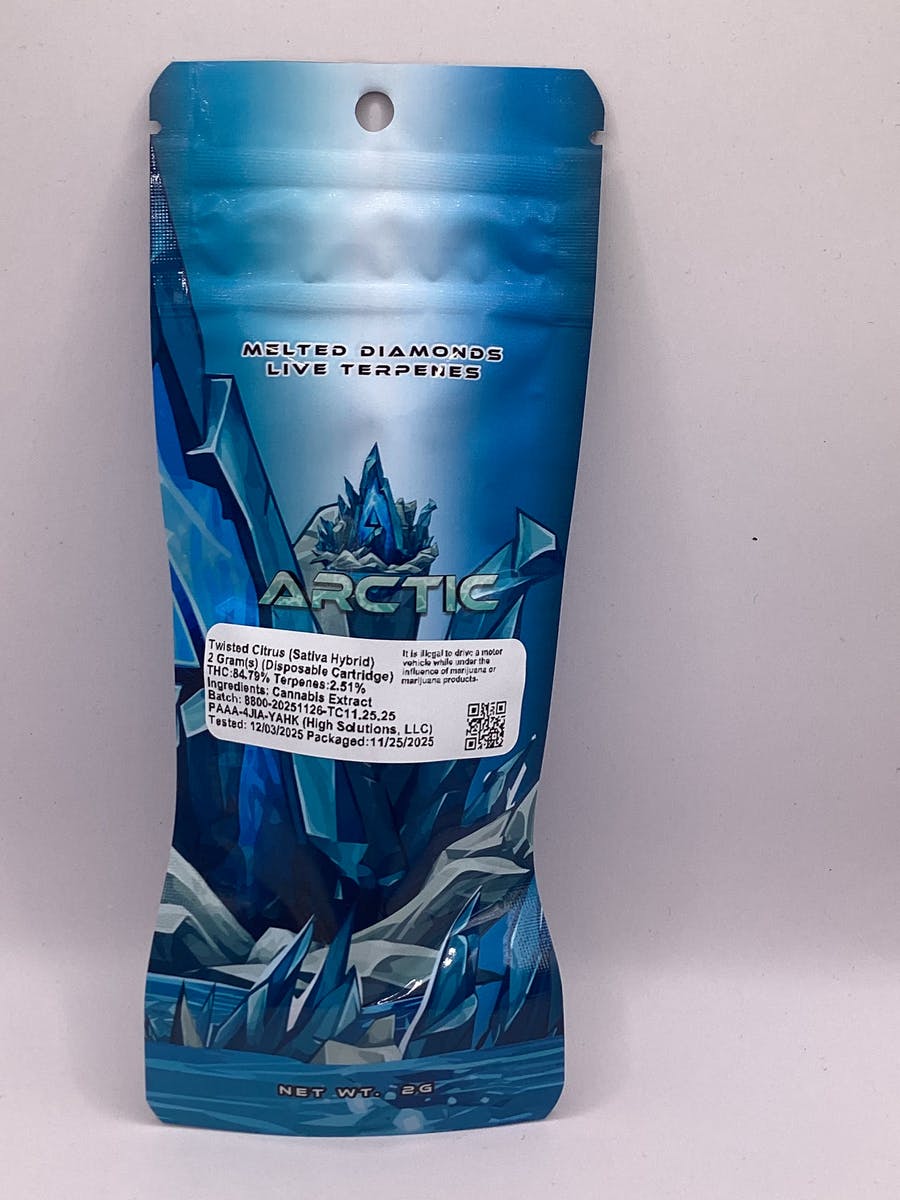 MELTED DIAMONDS
LIVE TERPENES
ARCTIC
Twisted Citrus (Sativa Hybrid)
2 Gram(s) (Disposable Cartridge)
THC:84.79% Terpenes:2.51%
Ingredients: Cannabis Extract
Batch: 8800-20251126-TC11.25.25
PAAA-4JIA-YAHK (High Solutions, LLC)
Tested: 12/03/2025 Packaged:11/25/2025
It is illegal to drive a motor
vehicle while under the
influence of marijuana or
marijuana products.
NET WT. 2G